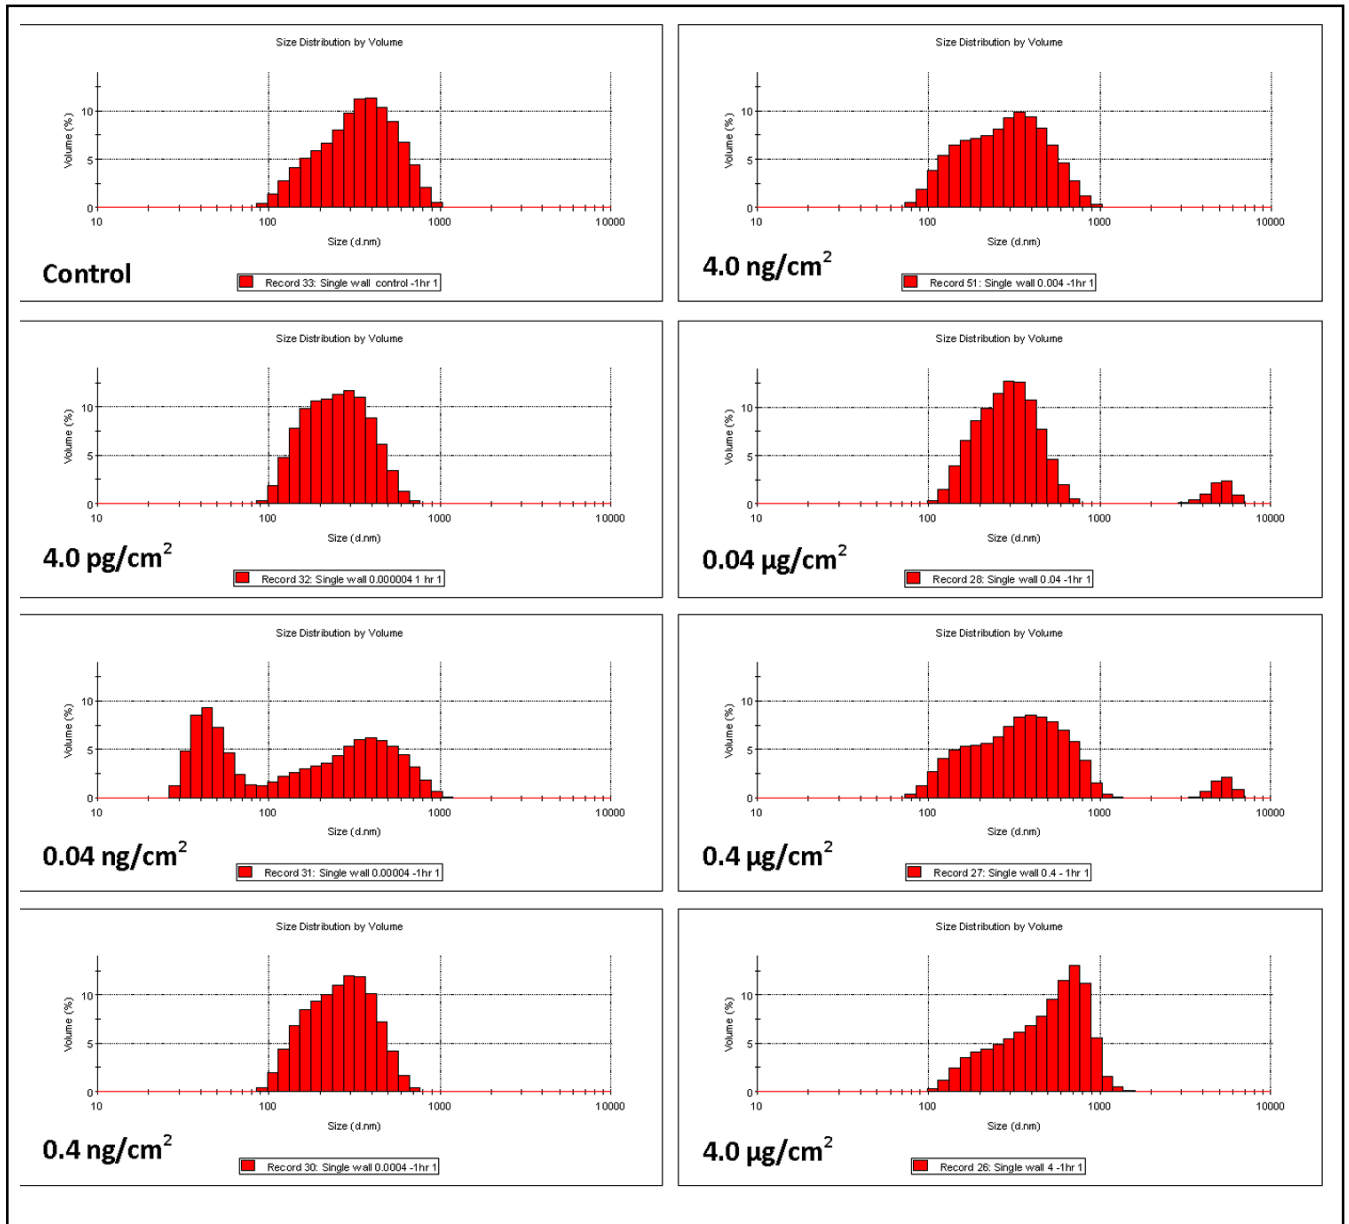 Size Distribution by Volume
Volume (%)
10
5
0
10
100
1000
10000
Size (d.nm)
Control
Record 33: Single wall control -1hr 1
Size Distribution by Volume
Volume (%)
10
5
0
10
100
1000
10000
Size (d.nm)
4.0 ng/cm²
Record 51: Single wall 0.004 -1hr 1
Size Distribution by Volume
Volume (%)
10
5
0
10
100
1000
10000
Size (d.nm)
4.0 pg/cm²
Record 32: Single wall 0.000004 1 hr 1
Size Distribution by Volume
Volume (%)
10
5
0
10
100
1000
10000
Size (d.nm)
0.04 µg/cm²
Record 28: Single wall 0.04 -1hr 1
Size Distribution by Volume
Volume (%)
10
5
0
10
100
1000
10000
Size (d.nm)
0.04 ng/cm²
Record 31: Single wall 0.00004 -1hr 1
Size Distribution by Volume
Volume (%)
10
5
0
10
100
1000
10000
Size (d.nm)
0.4 µg/cm²
Record 27: Single wall 0.4 - 1hr 1
Size Distribution by Volume
Volume (%)
10
5
0
10
100
1000
10000
Size (d.nm)
0.4 ng/cm²
Record 30: Single wall 0.0004 -1hr 1
Size Distribution by Volume
Volume (%)
10
5
0
10
100
1000
10000
Size (d.nm)
4.0 µg/cm²
Record 26: Single wall 4 -1hr 1